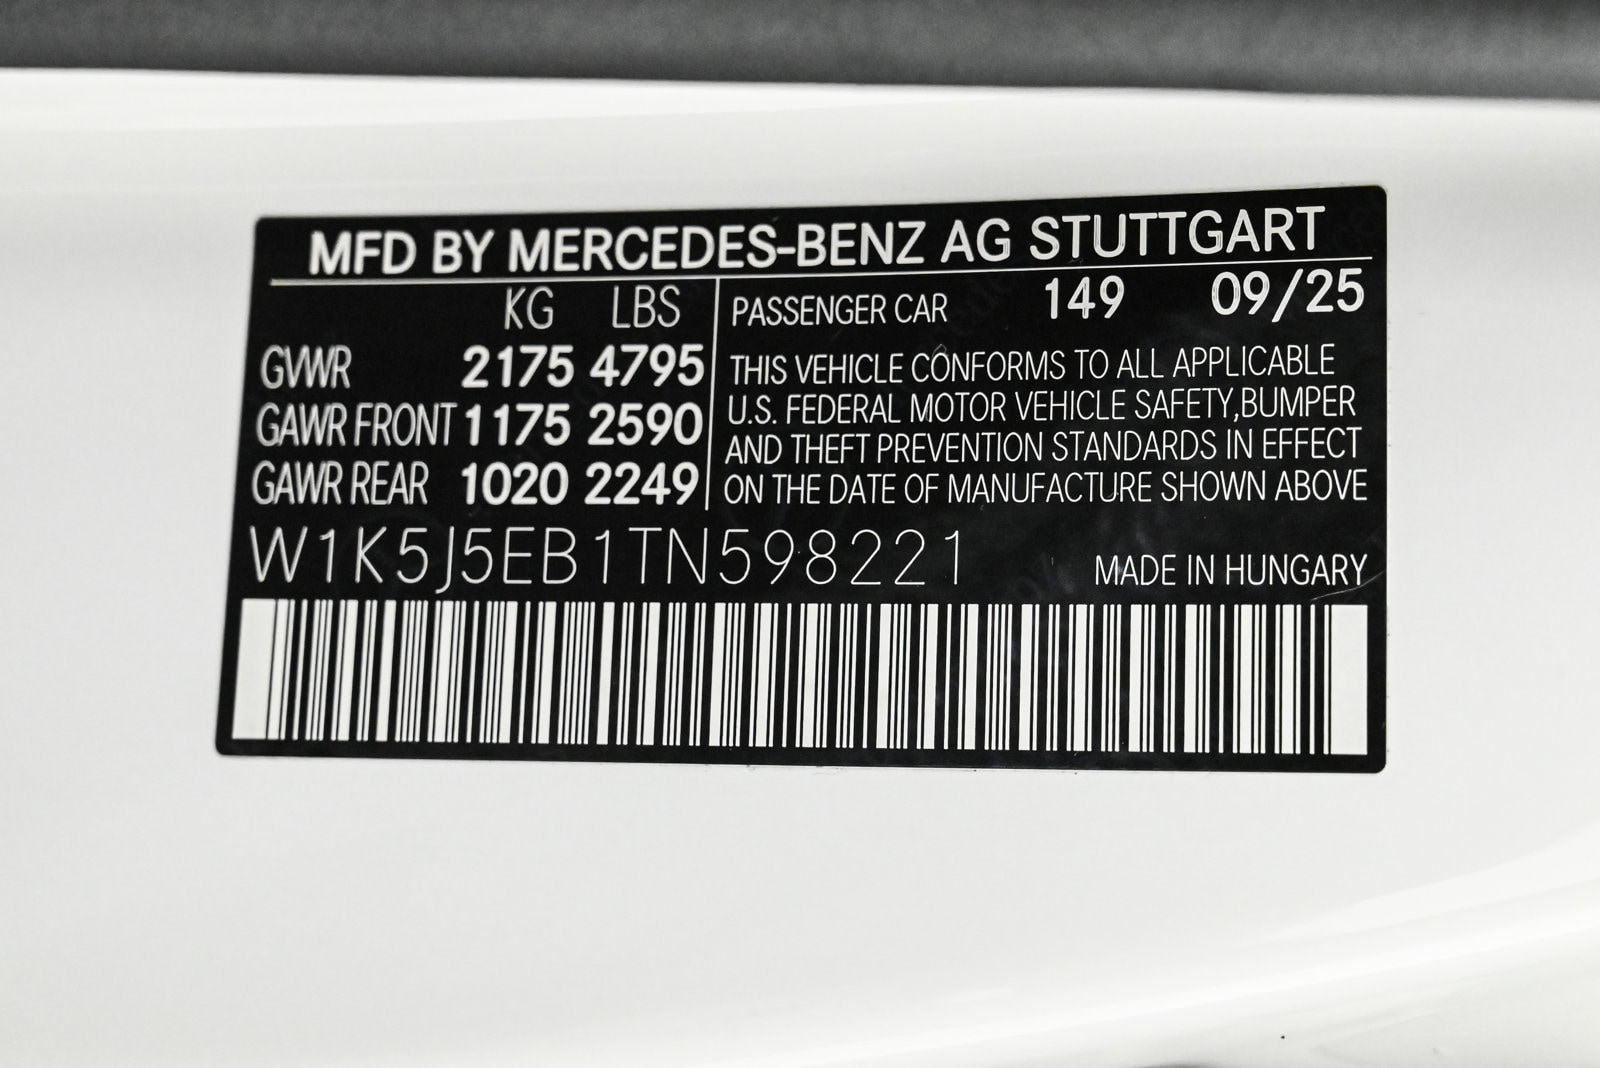 MFD BY MERCEDES-BENZ AG STUTTGART
KG LBS
GVWR 2175 4795
GAWR FRONT 1175 2590
GAWR REAR 1020 2249
PASSENGER CAR 149 09/25
THIS VEHICLE CONFORMS TO ALL APPLICABLE
U.S. FEDERAL MOTOR VEHICLE SAFETY,BUMPER
AND THEFT PREVENTION STANDARDS IN EFFECT
ON THE DATE OF MANUFACTURE SHOWN ABOVE
W1K5J5EB1TN598221
MADE IN HUNGARY